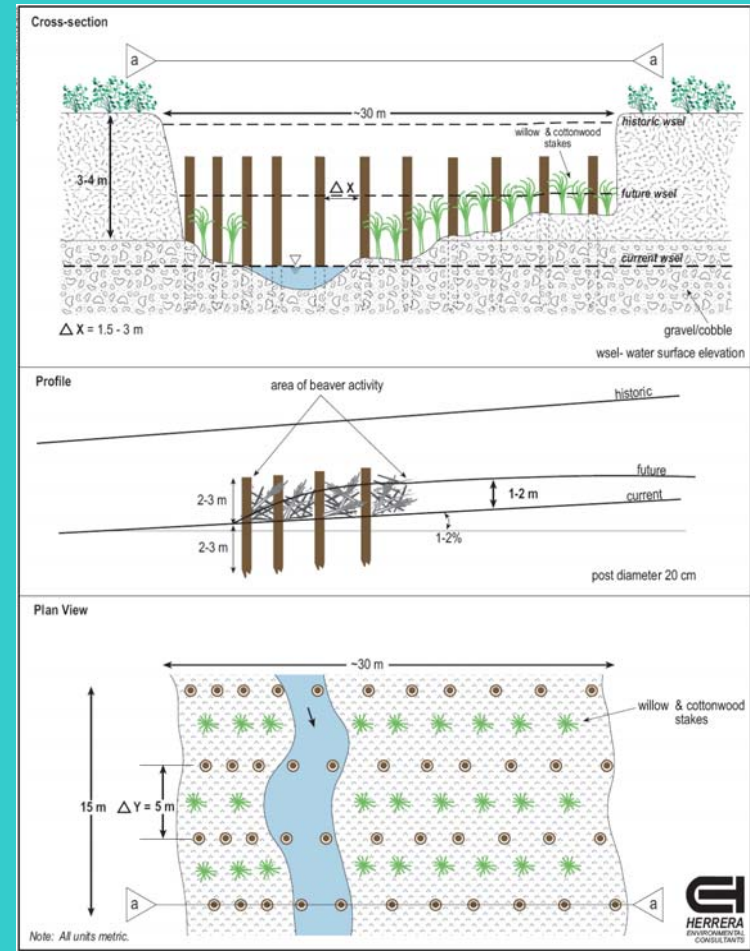 Cross-section
a
a
~30 m
historic wsel
willow & cottonwood
stakes
3-4 m
△ X
future wsel
current wsel
△ X = 1.5 - 3 m
gravel/cobble
wsel- water surface elevation
Profile
area of beaver activity
historic
future
2-3 m
1-2 m
current
2-3 m
1-2%
post diameter 20 cm
Plan View
~30 m
willow & cottonwood
stakes
15 m
△ Y = 5 m
a
a
Note: All units metric.
HERRERA
ENVIRONMENTAL
CONSULTANTS